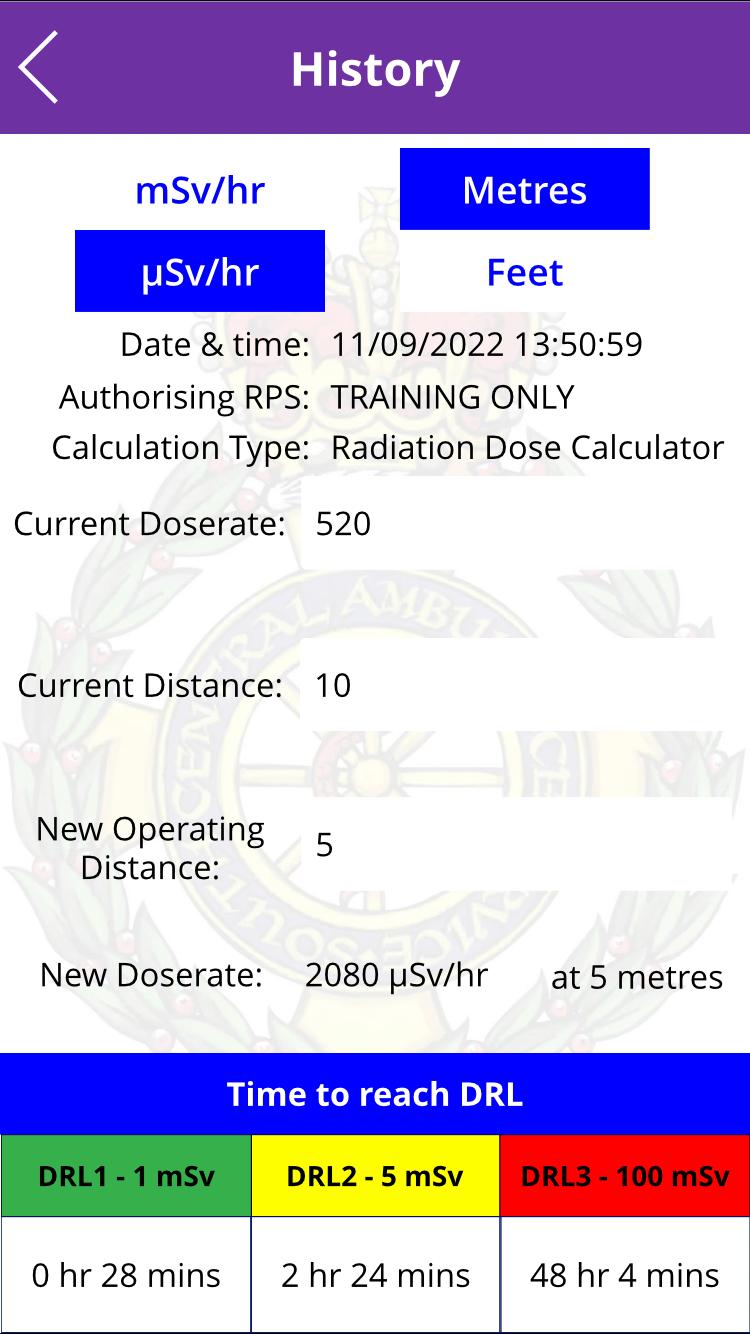 History
mSv/hr Metres
μSv/hr Feet
Date & time: 11/09/2022 13:50:59
Authorising RPS: TRAINING ONLY
Calculation Type: Radiation Dose Calculator
Current Doserate: 520
CENTRAL AMBU
Current Distance: 10
New Operating
Distance: 5
New Doserate: 2080 μSv/hr at 5 metres
Time to reach DRL
DRL1 - 1 mSv DRL2 - 5 mSv DRL3 - 100 mSv
0 hr 28 mins 2 hr 24 mins 48 hr 4 mins